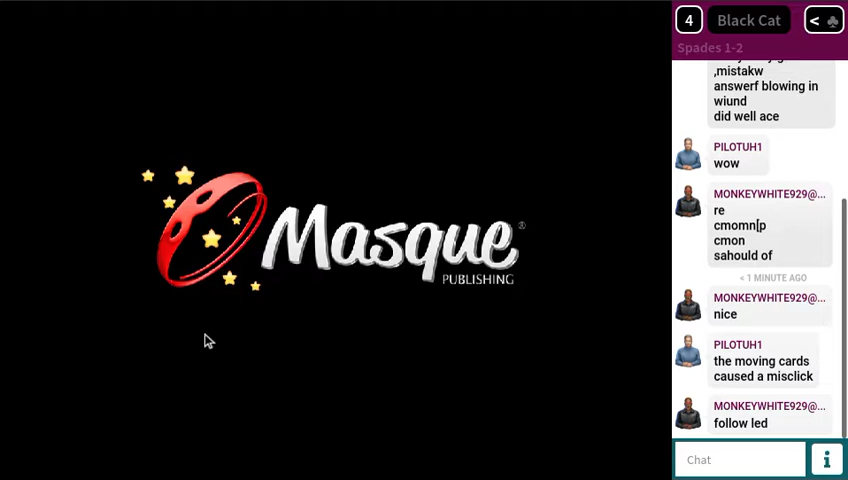 4
Black Cat
<
Spades 1-2
,mistakw
answerf blowing in
wiund
did well ace
PILOTUH1
wow
MONKEYWHITE929@...
re
cmomn[p
cmon
sahould of
< 1 MINUTE AGO
MONKEYWHITE929@...
nice
PILOTUH1
the moving cards
caused a misclick
MONKEYWHITE929@...
follow led
Chat
i
Masque®
PUBLISHING